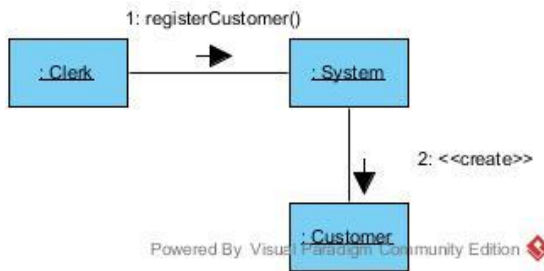 1: registerCustomer()
: Clerk
: System
2: <<create>>
: Customer
Powered By Visual Paradigm Community Edition